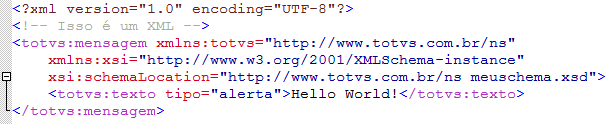 <?xml version="1.0" encoding="UTF-8"?>
<!-- Isso é um XML -->
<totvs:mensagem xmlns:totvs="http://www.totvs.com.br/ns"
xmlns:xsi="http://www.w3.org/2001/XMLSchema-instance"
xsi:schemaLocation="http://www.totvs.com.br/ns meuschema.xsd">
<totvs:texto tipo="alerta">Hello World!</totvs:texto>
</totvs:mensagem>